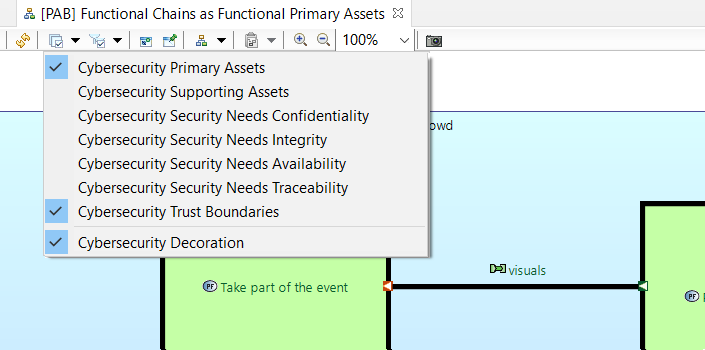 [PAB] Functional Chains as Functional Primary Assets
100%
Cybersecurity Primary Assets
Cybersecurity Supporting Assets
Cybersecurity Security Needs Confidentiality
Cybersecurity Security Needs Integrity
Cybersecurity Security Needs Availability
Cybersecurity Security Needs Traceability
Cybersecurity Trust Boundaries
Cybersecurity Decoration
owd
visuals
PF Take part of the event
PF